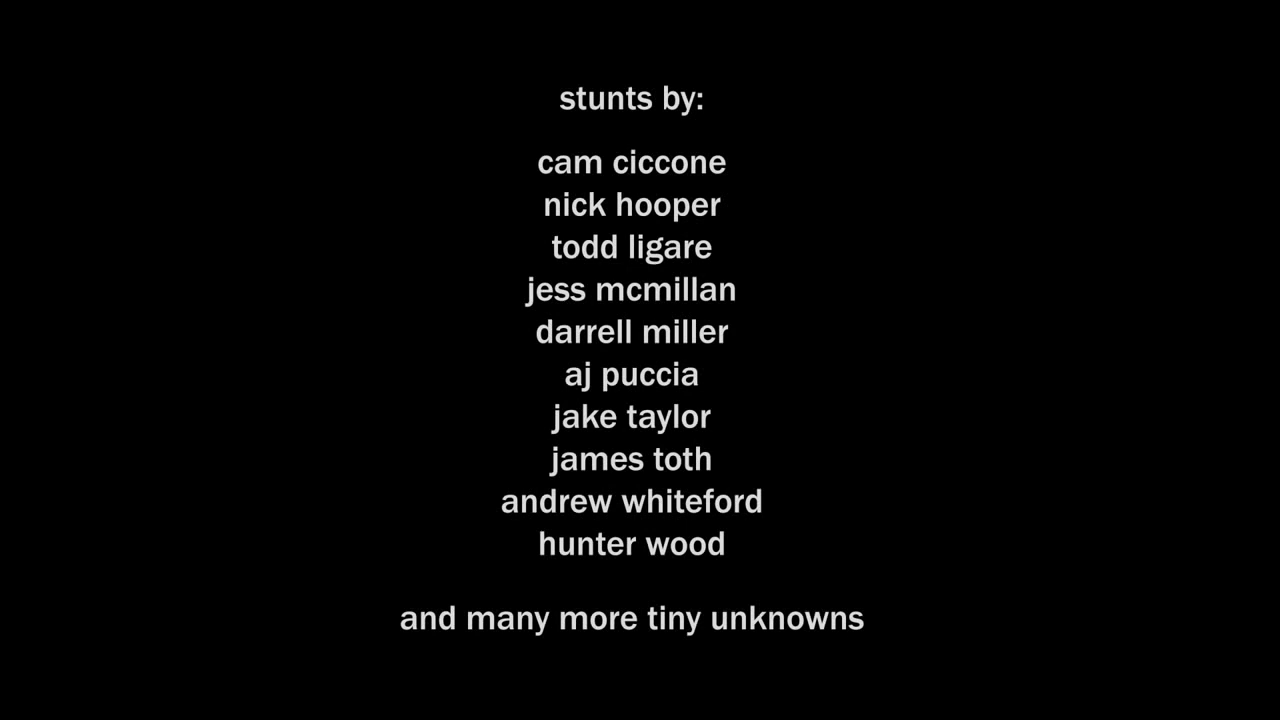 stunts by:
cam ciccone
nick hooper
todd ligare
jess mcmillan
darrell miller
aj puccia
jake taylor
james toth
andrew whiteford
hunter wood
and many more tiny unknowns